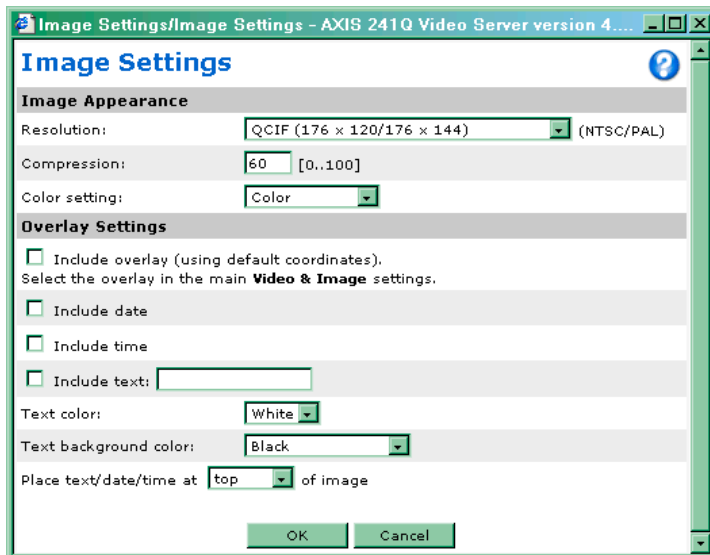 Image Settings/Image Settings - AXIS 241Q Video Server version 4....
Image Settings
?
Image Appearance
Resolution: QCIF (176 x 120/176 x 144) (NTSC/PAL)
Compression: 60 [0..100]
Color setting: Color
Overlay Settings
Include overlay (using default coordinates).
Select the overlay in the main Video & Image settings.
Include date
Include time
Include text:
Text color: White
Text background color: Black
Place text/date/time at top of image
OK Cancel